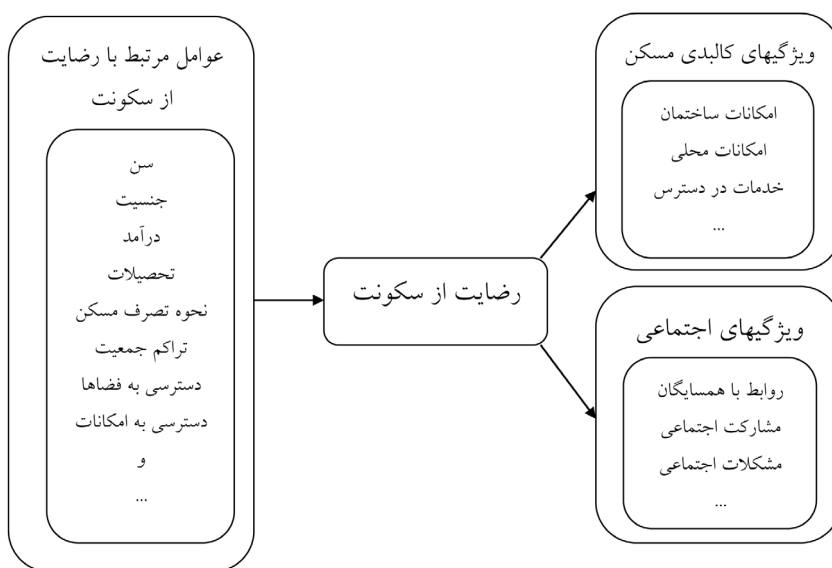 عوامل مرتبط با رضایت
از سکونت
سن
جنسیت
درآمد
تحصیلات
نحوه تصرف مسکن
تراکم جمعیت
دسترسی به فضاها
دسترسی به امکانات
و
...
رضایت از سکونت
ویژگیهای کالبدی مسکن
امکانات ساختمان
امکانات محلی
خدمات در دسترس
...
ویژگیهای اجتماعی
روابط با همسایگان
مشارکت اجتماعی
مشکلات اجتماعی
...